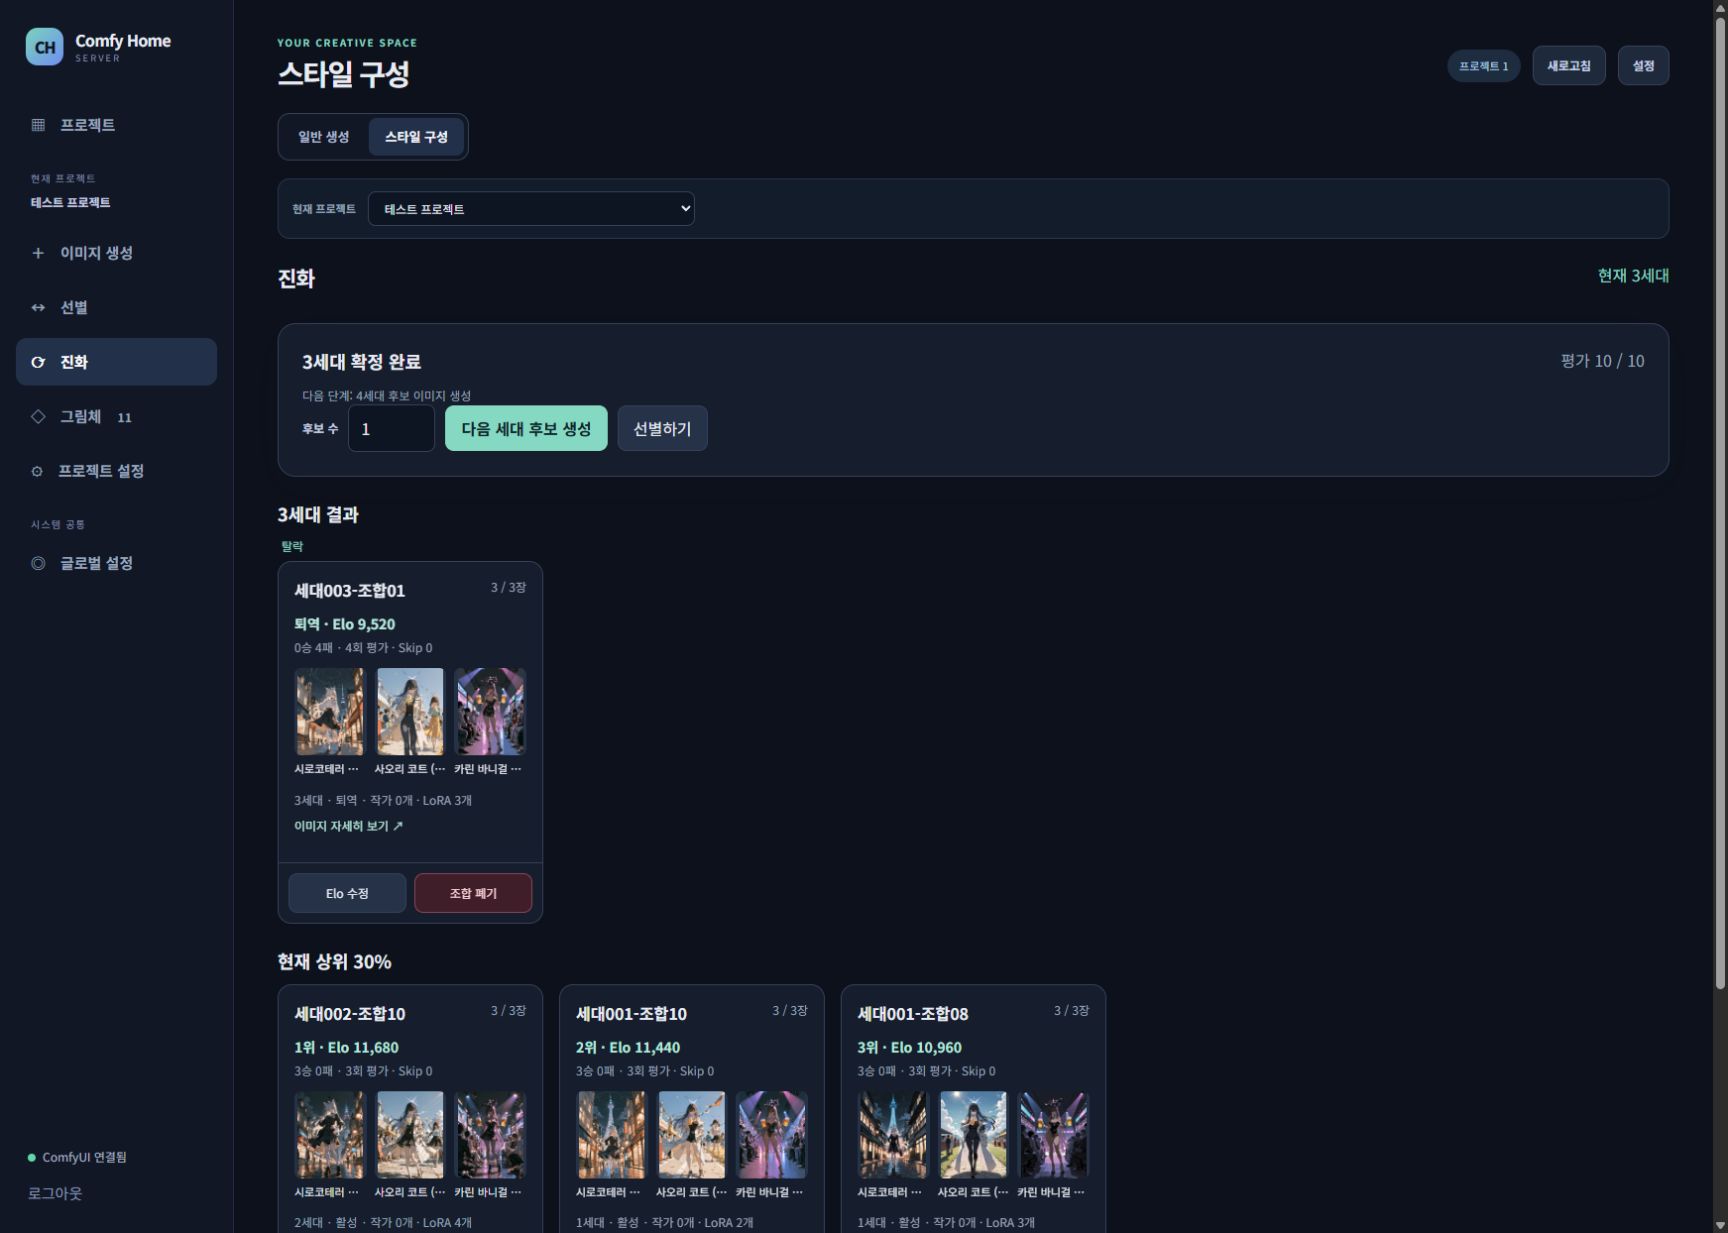 CH
Comfy Home
SERVER
프로젝트
현재 프로젝트
테스트 프로젝트
이미지 생성
선별
진화
그림체 11
프로젝트 설정
시스템 공통
글로벌 설정
ComfyUI 연결됨
로그아웃
YOUR CREATIVE SPACE
스타일 구성
프로젝트 1
새로고침
설정
일반 생성
스타일 구성
현재 프로젝트
테스트 프로젝트
진화
현재 3세대
3세대 확정 완료
평가 10 / 10
다음 단계: 4세대 후보 이미지 생성
후보 수
1
다음 세대 후보 생성
선별하기
3세대 결과
탈락
세대003-조합01
3 / 3장
퇴역 · Elo 9,520
0승 4패 · 4회 평가 · Skip 0
시로코테러 ⋯
사오리 코트 (⋯
카린 바니걸 ⋯
3세대 · 퇴역 · 작가 0개 · LoRA 3개
이미지 자세히 보기 ↗
Elo 수정
조합 폐기
현재 상위 30%
세대002-조합10
3 / 3장
1위 · Elo 11,680
3승 0패 · 3회 평가 · Skip 0
시로코테러 ⋯
사오리 코트 (⋯
카린 바니걸 ⋯
2세대 · 활성 · 작가 0개 · LoRA 4개
세대001-조합10
3 / 3장
2위 · Elo 11,440
3승 0패 · 3회 평가 · Skip 0
시로코테러 ⋯
사오리 코트 (⋯
카린 바니걸 ⋯
1세대 · 활성 · 작가 0개 · LoRA 2개
세대001-조합08
3 / 3장
3위 · Elo 10,960
3승 0패 · 3회 평가 · Skip 0
시로코테러 ⋯
사오리 코트 (⋯
카린 바니걸 ⋯
1세대 · 활성 · 작가 0개 · LoRA 3개